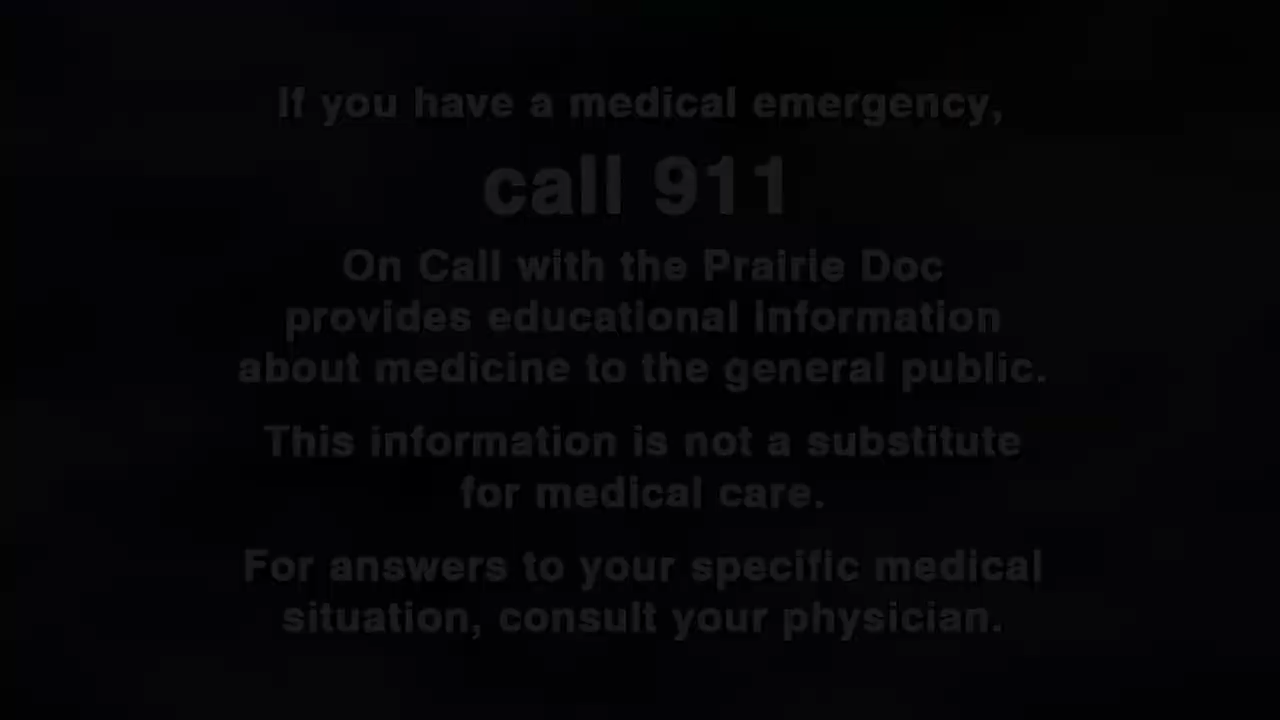 If you have a medical emergency,
call 911
On Call with the Prairie Doc
provides educational information
about medicine to the general public.
This information is not a substitute
for medical care.
For answers to your specific medical
situation, consult your physician.